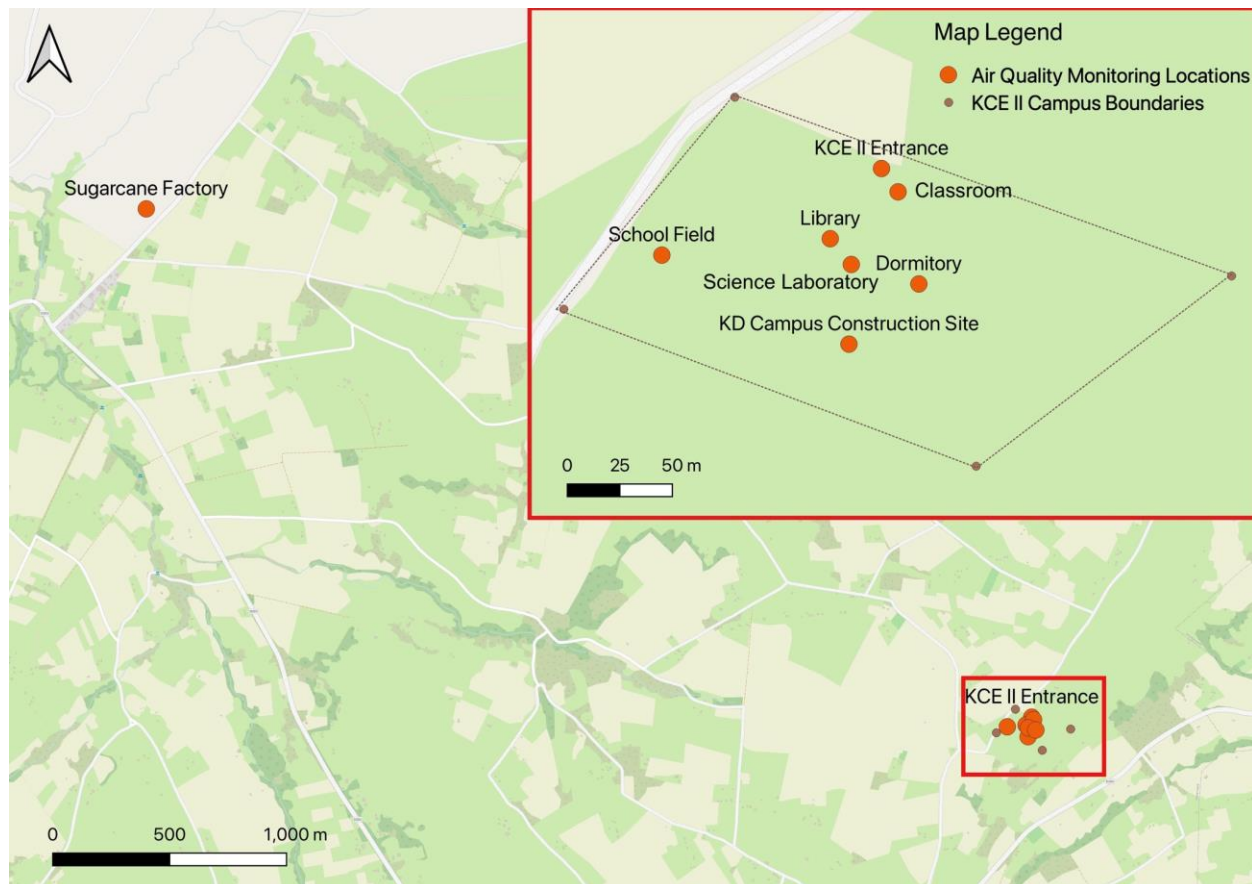 Map Legend
Air Quality Monitoring Locations
KCE II Campus Boundaries
KCE II Entrance
Classroom
Sugarcane Factory
Library
School Field
Dormitory
Science Laboratory
KD Campus Construction Site
0 25 50 m
KCE II Entrance
0 500 1,000 m